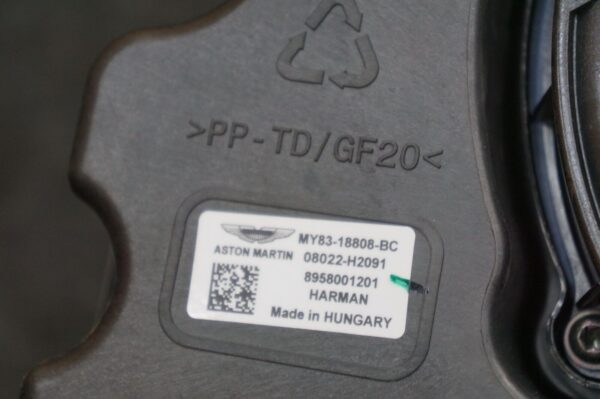 >PP-TD/GF20<
MY83-18808-BC
ASTON MARTIN 08022-H2091
8958001201
HARMAN
Made in HUNGARY